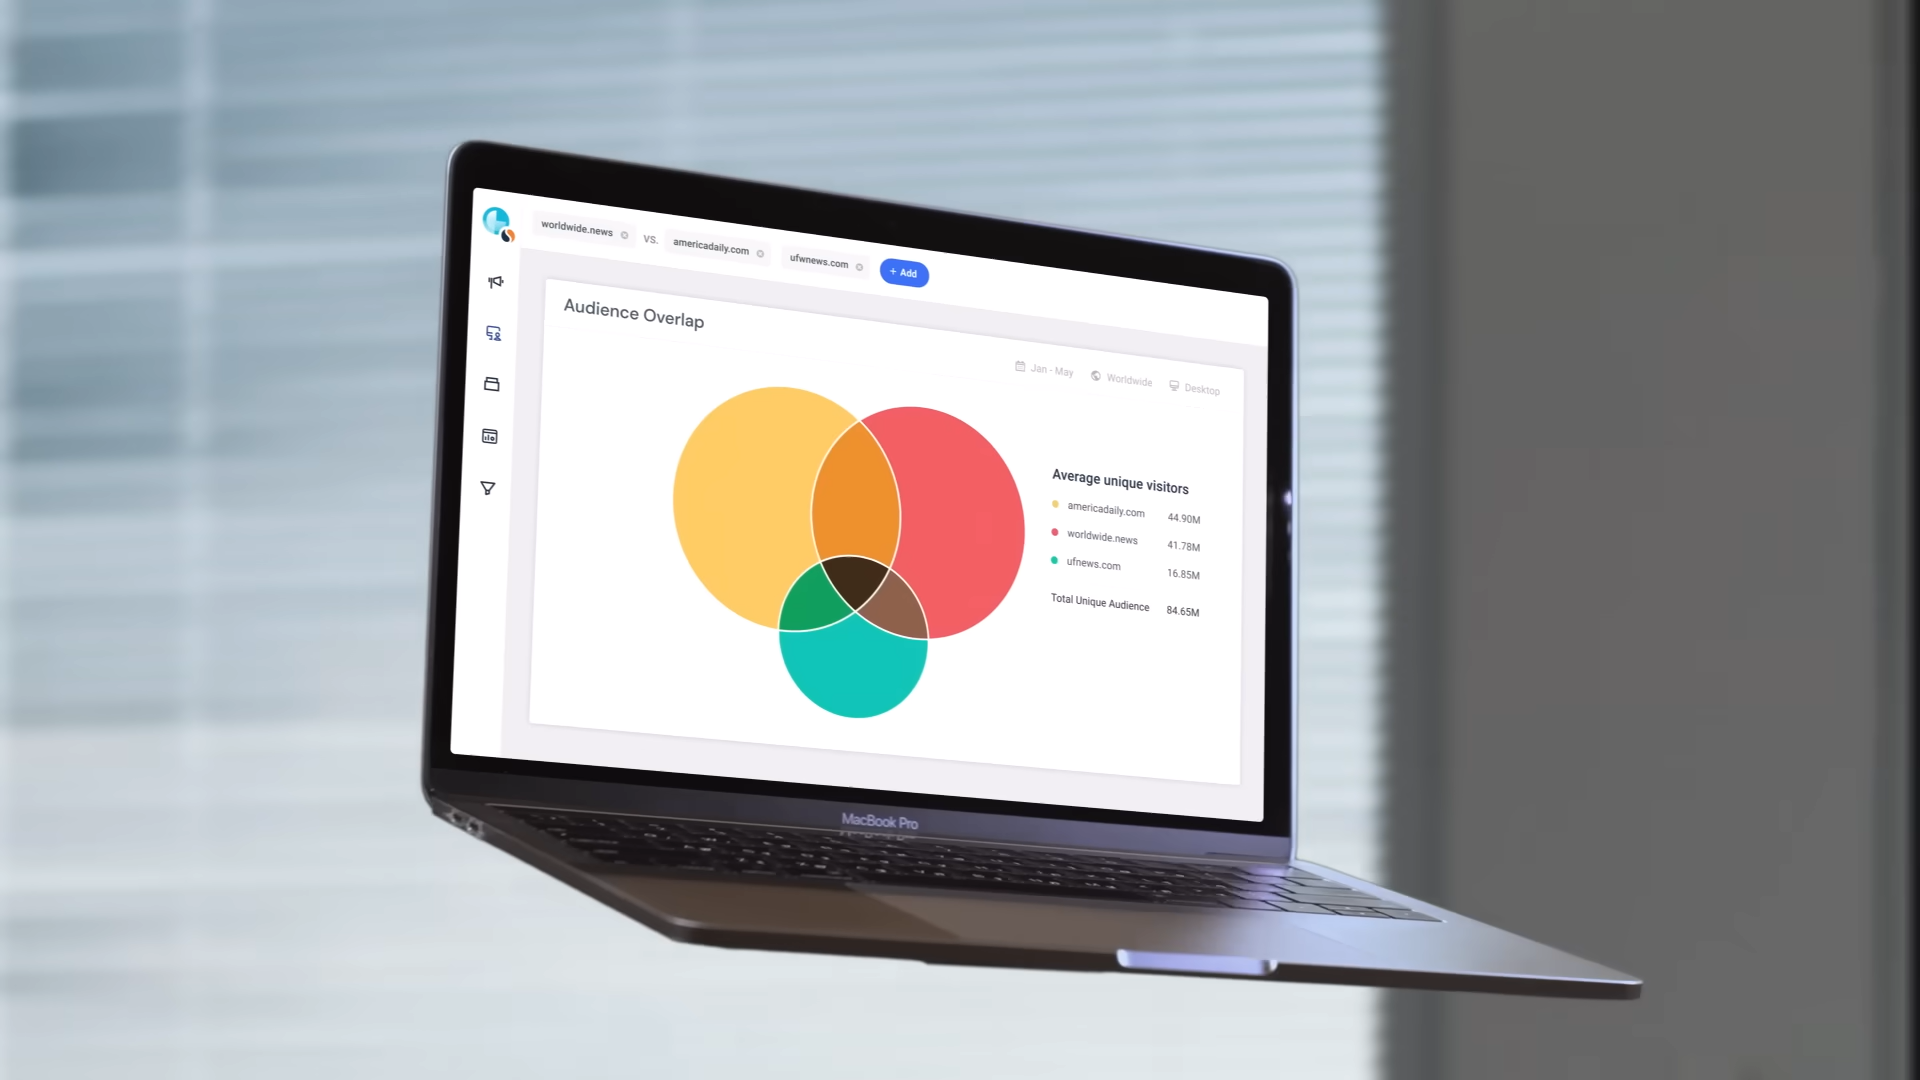 worldwide.news vs. americadaily.com ufwnews.com + Add
Audience Overlap
Jan - May Worldwide Desktop
Average unique visitors
americadaily.com 44.90M
worldwide.news 41.78M
ufnews.com 16.85M
Total Unique Audience 84.65M
MacBook Pro